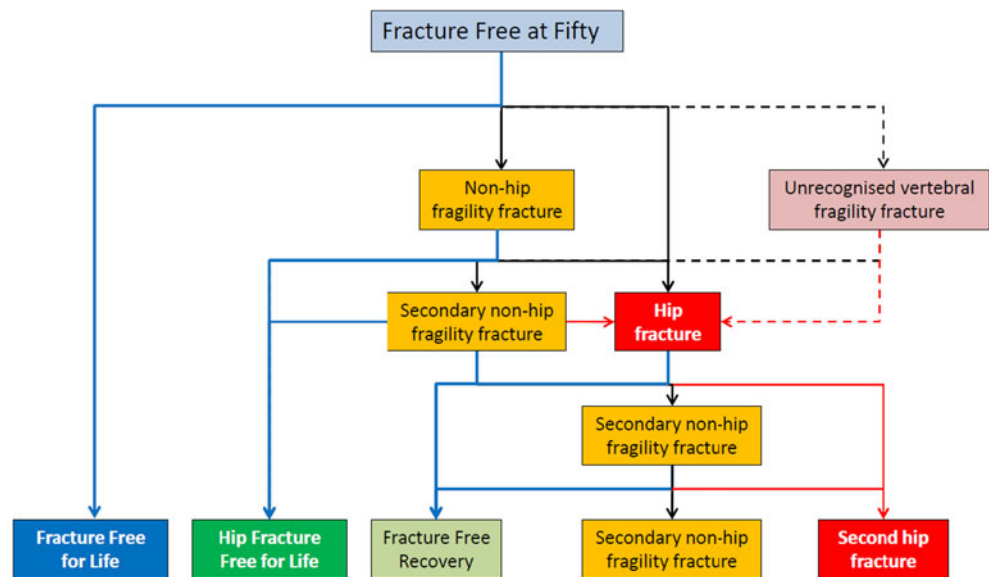 Fracture Free at Fifty
Non-hip
fragility fracture
Unrecognised vertebral
fragility fracture
Secondary non-hip
fragility fracture
Hip
fracture
Secondary non-hip
fragility fracture
Fracture Free
for Life
Hip Fracture
Free for Life
Fracture Free
Recovery
Secondary non-hip
fragility fracture
Second hip
fracture